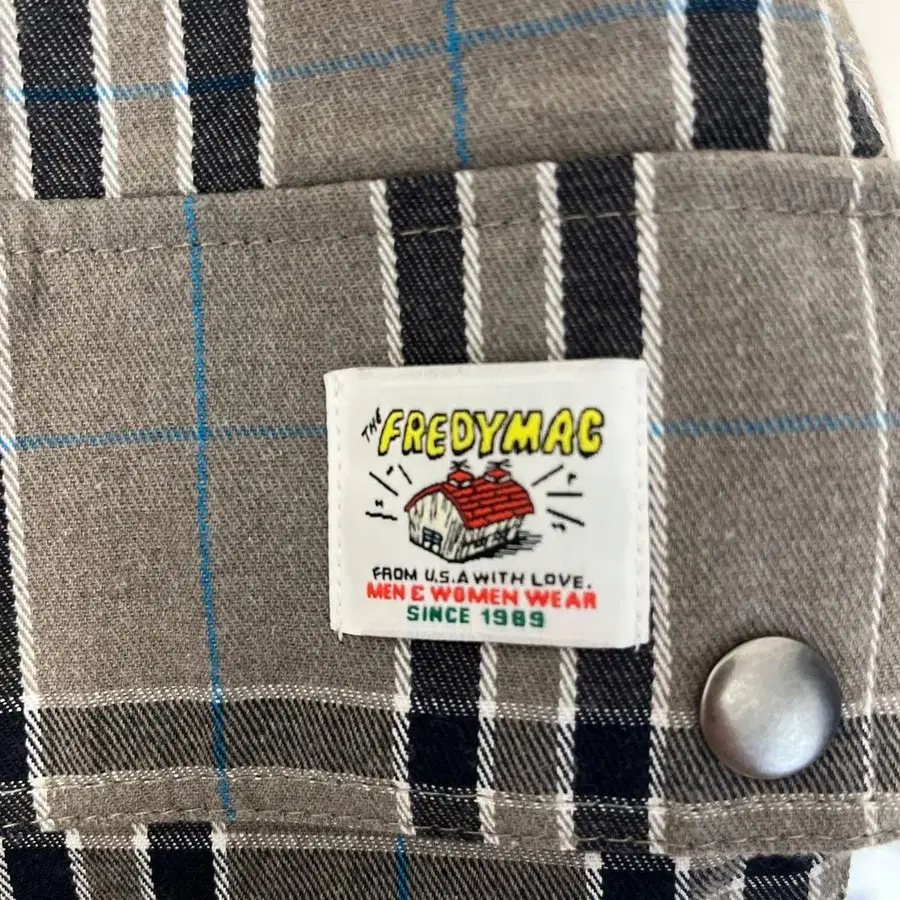 THE FREDYMAC
FROM U.S.A WITH LOVE.
MEN & WOMEN WEAR
SINCE 1989